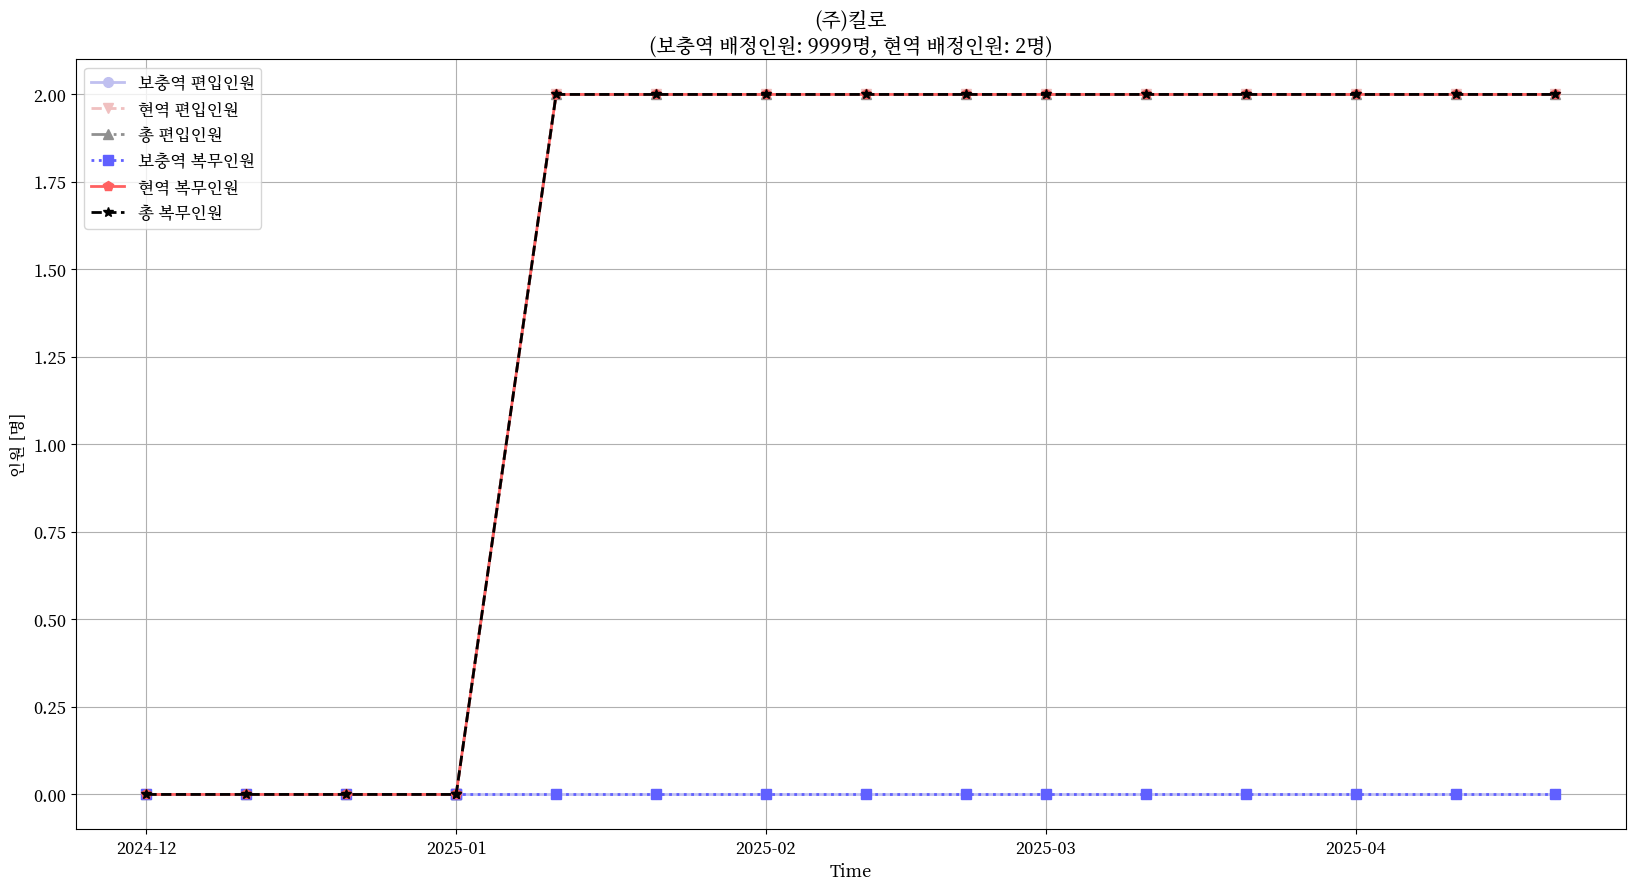 (주)킬로
(보충역 배정인원: 9999명, 현역 배정인원: 2명)
보충역 편입인원
현역 편입인원
총 편입인원
보충역 복무인원
현역 복무인원
총 복무인원
2.00
1.75
1.50
1.25
1.00
0.75
0.50
0.25
0.00
인원 [명]
2024-12
2025-01
2025-02
2025-03
2025-04
Time